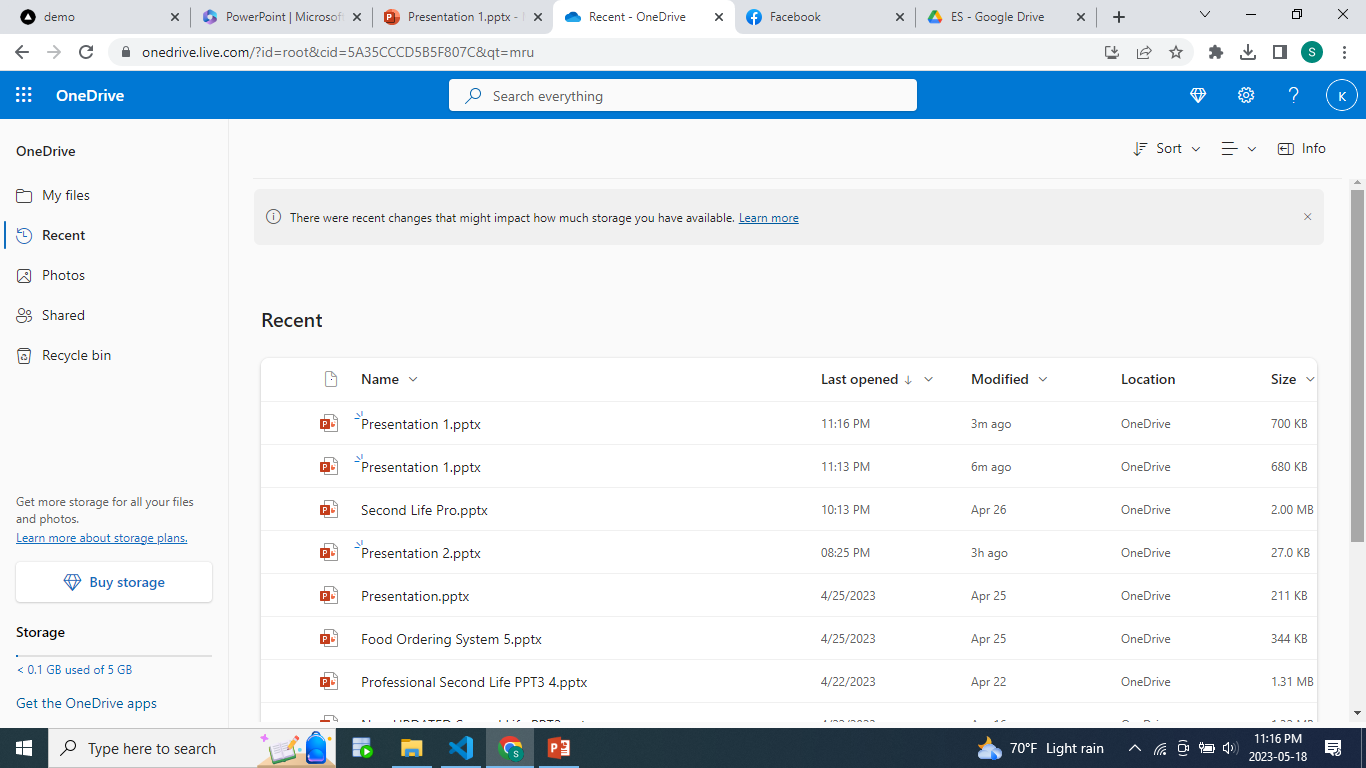 demo
PowerPoint | Microsoft
Presentation 1.pptx -
Recent - OneDrive
Facebook
ES - Google Drive
onedrive.live.com/?id=root&cid=5A35CCCD5B5F807C&qt=mru
S
OneDrive
Search everything
K
OneDrive
My files
Recent
Photos
Shared
Recycle bin
Get more storage for all your files
and photos.
Learn more about storage plans.
Buy storage
Storage
< 0.1 GB used of 5 GB
Get the OneDrive apps
Sort
Info
There were recent changes that might impact how much storage you have available. Learn more
Recent
Name Last opened Modified Location Size
Presentation 1.pptx 11:16 PM 3m ago OneDrive 700 KB
Presentation 1.pptx 11:13 PM 6m ago OneDrive 680 KB
Second Life Pro.pptx 10:13 PM Apr 26 OneDrive 2.00 MB
Presentation 2.pptx 08:25 PM 3h ago OneDrive 27.0 KB
Presentation.pptx 4/25/2023 Apr 25 OneDrive 211 KB
Food Ordering System 5.pptx 4/25/2023 Apr 25 OneDrive 344 KB
Professional Second Life PPT3 4.pptx 4/22/2023 Apr 22 OneDrive 1.31 MB
Type here to search
70°F Light rain
11:16 PM
2023-05-18